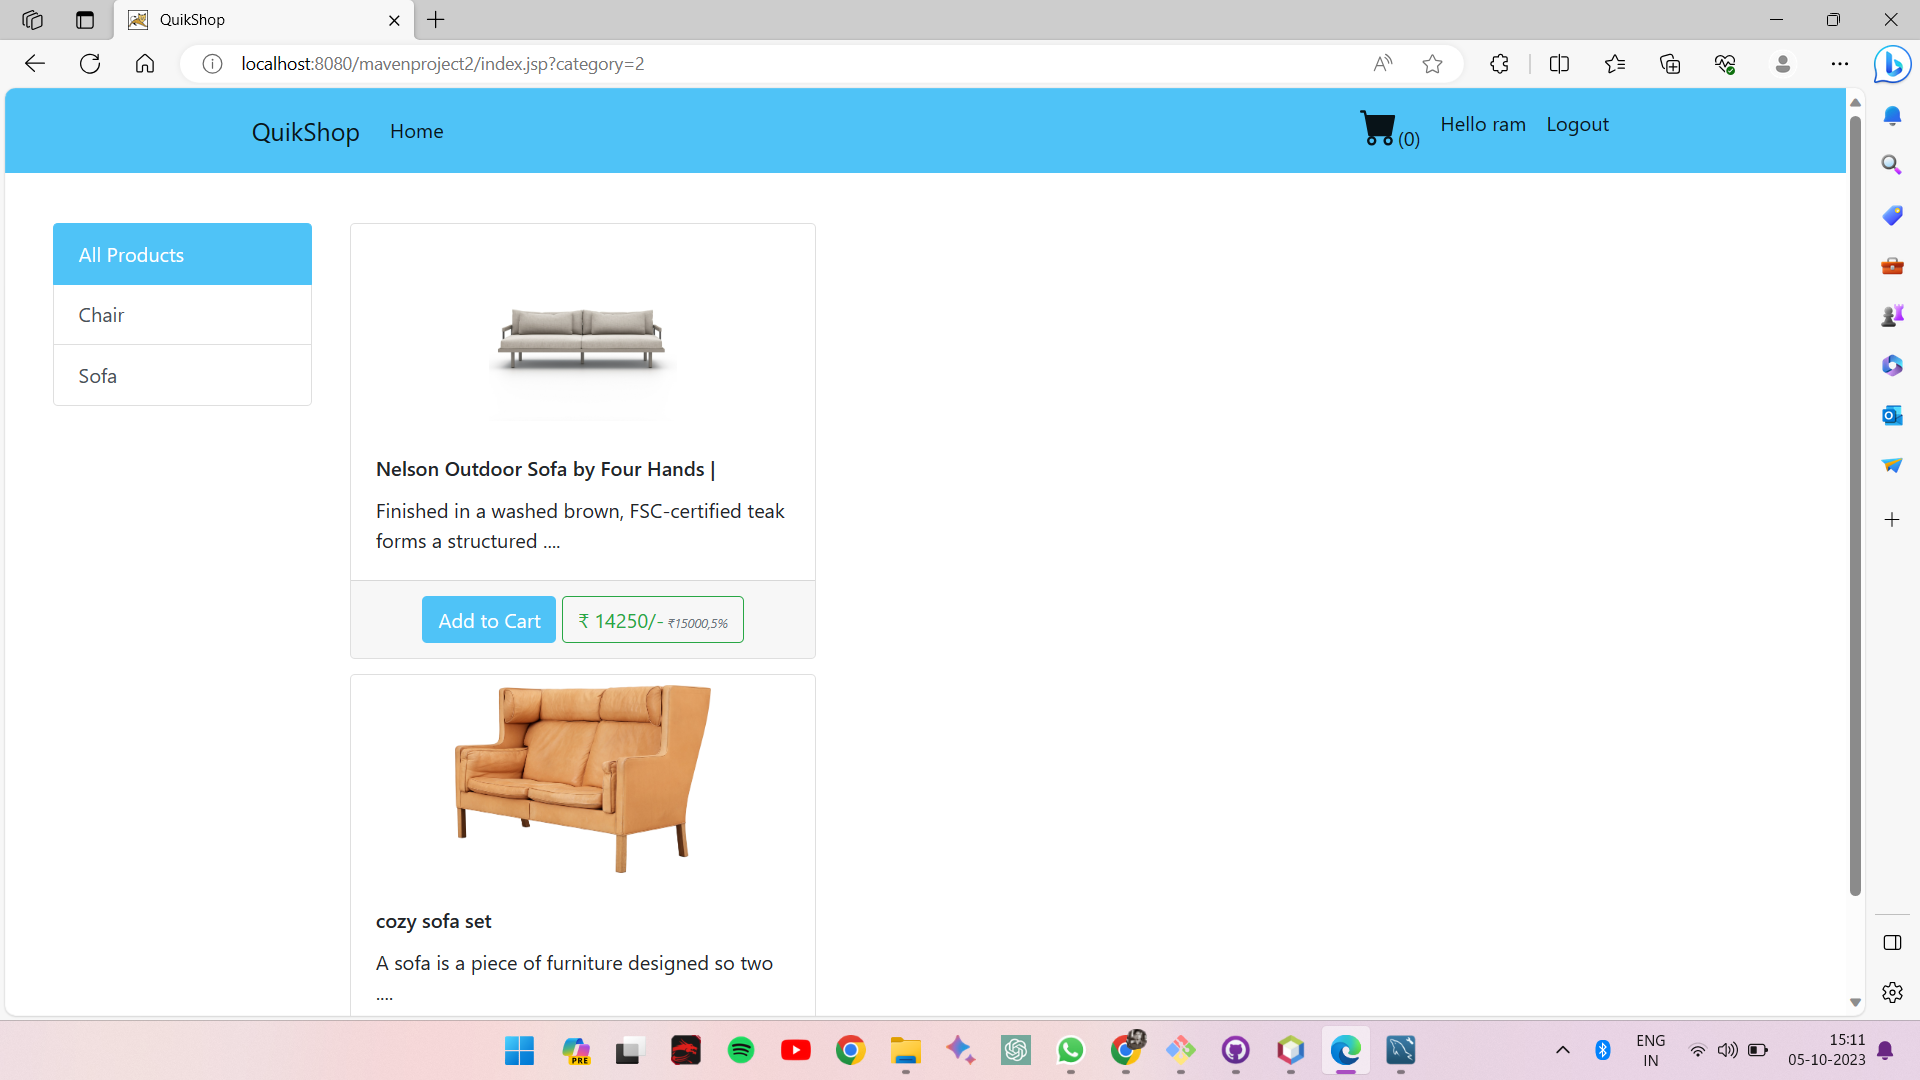 QuikShop
localhost:8080/mavenproject2/index.jsp?category=2
QuikShop
Home
(0)
Hello ram
Logout
All Products
Chair
Sofa
Nelson Outdoor Sofa by Four Hands |
Finished in a washed brown, FSC-certified teak
forms a structured ....
Add to Cart
₹ 14250/- ₹15000,5%
cozy sofa set
A sofa is a piece of furniture designed so two
....
PRE
ENG
IN
15:11
05-10-2023